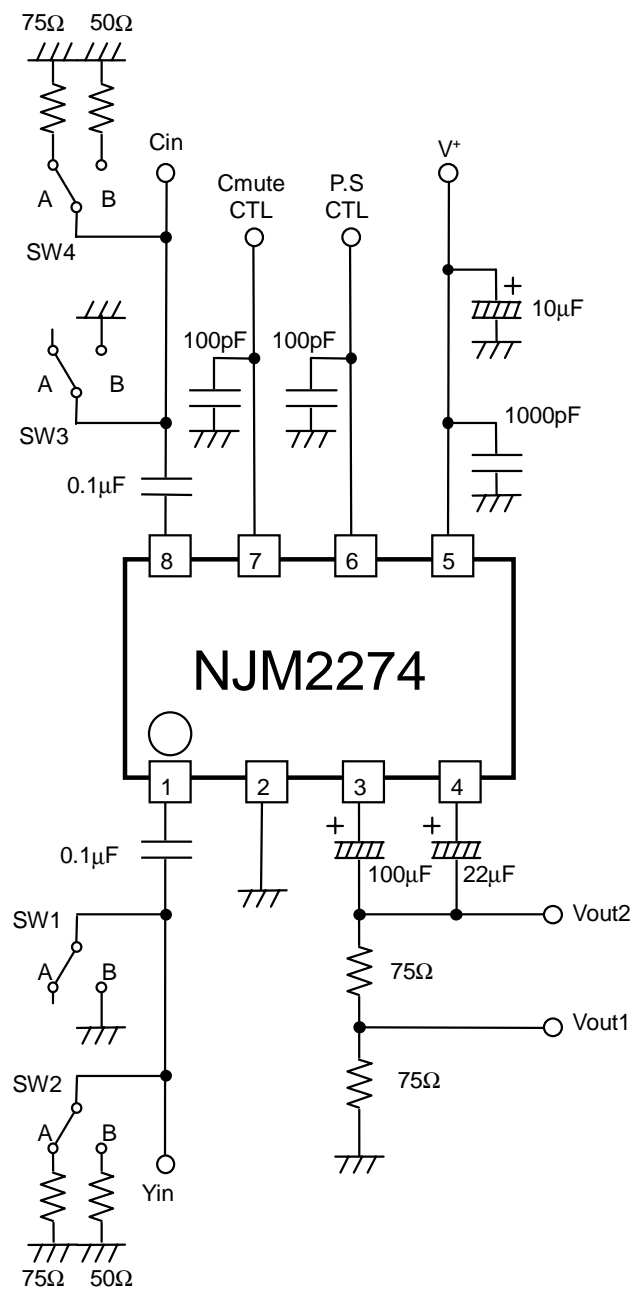 75Ω 50Ω
Cin
V+
Cmute
CTL
P.S
CTL
A B
SW4
+
10µF
100pF 100pF
A B
SW3
1000pF
0.1µF
8 7 6 5
NJM2274
1 2 3 4
+ +
0.1µF
100µF 22µF
SW1
Vout2
A B
75Ω
Vout1
SW2
75Ω
A B
Yin
75Ω 50Ω